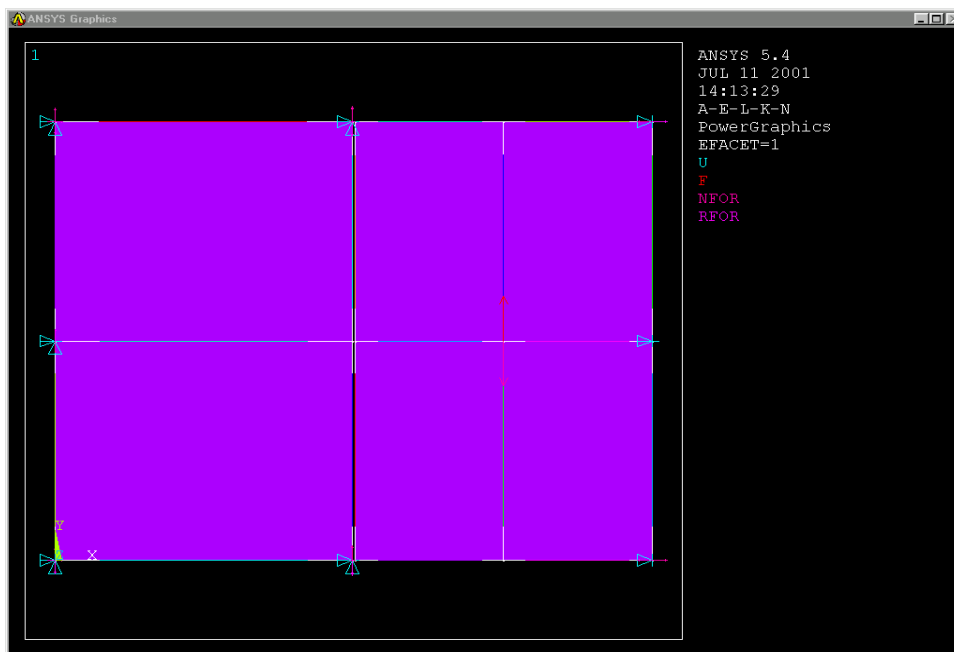 ANSYS Graphics
1
ANSYS 5.4
JUL 11 2001
14:13:29
A-E-L-K-N
PowerGraphics
EFACET=1
U
F
NFOR
RFOR
Y
X